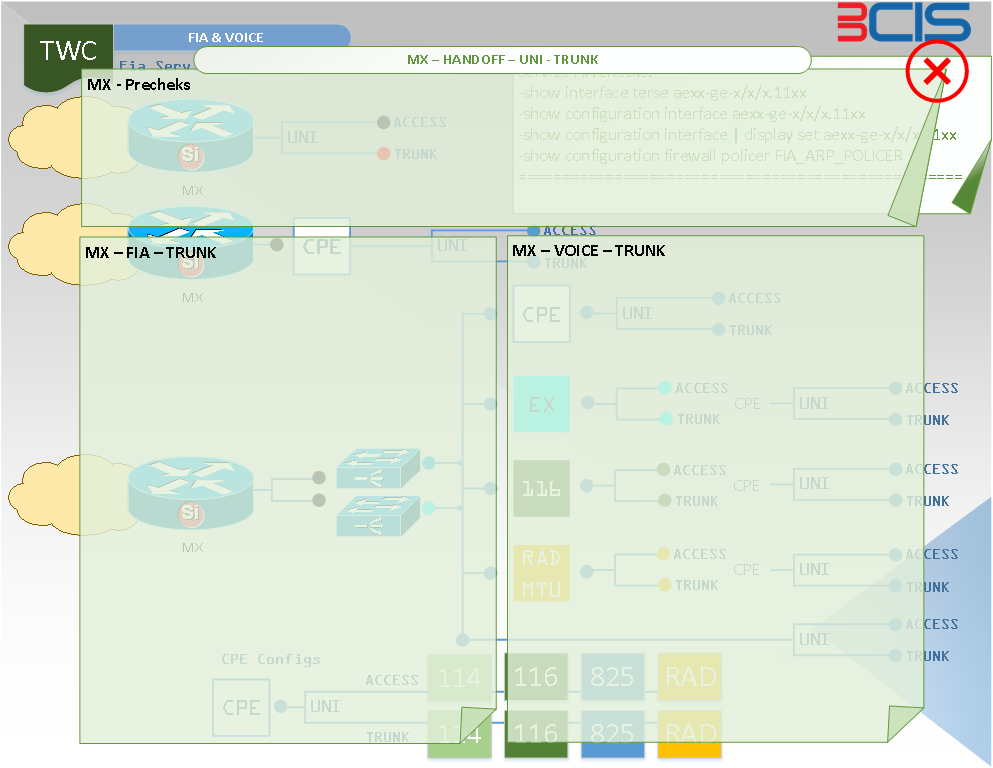 3CIS
TWC
FIA & VOICE
Fia Serv
MX – HANDOFF – UNI - TRUNK
MX - Precheks
-show interface terse aexx-ge-x/x/x.11xx
-show configuration interface aexx-ge-x/x/x.11xx
-show configuration interface | display set aexx-ge-x/x/x.11xx
-show configuration firewall policer FIA_ARP_POLICER
UNI
ACCESS
TRUNK
Si
MX
CPE
UNI
ACCESS
TRUNK
Si
MX
MX – FIA – TRUNK
MX – VOICE – TRUNK
CPE
UNI
ACCESS
TRUNK
EX
ACCESS
TRUNK
CPE
UNI
ACCESS
TRUNK
116
ACCESS
TRUNK
CPE
UNI
ACCESS
TRUNK
Si
MX
RAD
MTU
ACCESS
TRUNK
CPE
UNI
ACCESS
TRUNK
UNI
ACCESS
TRUNK
CPE Configs
CPE
UNI
ACCESS
114
116
825
RAD
TRUNK
114
116
825
RAD